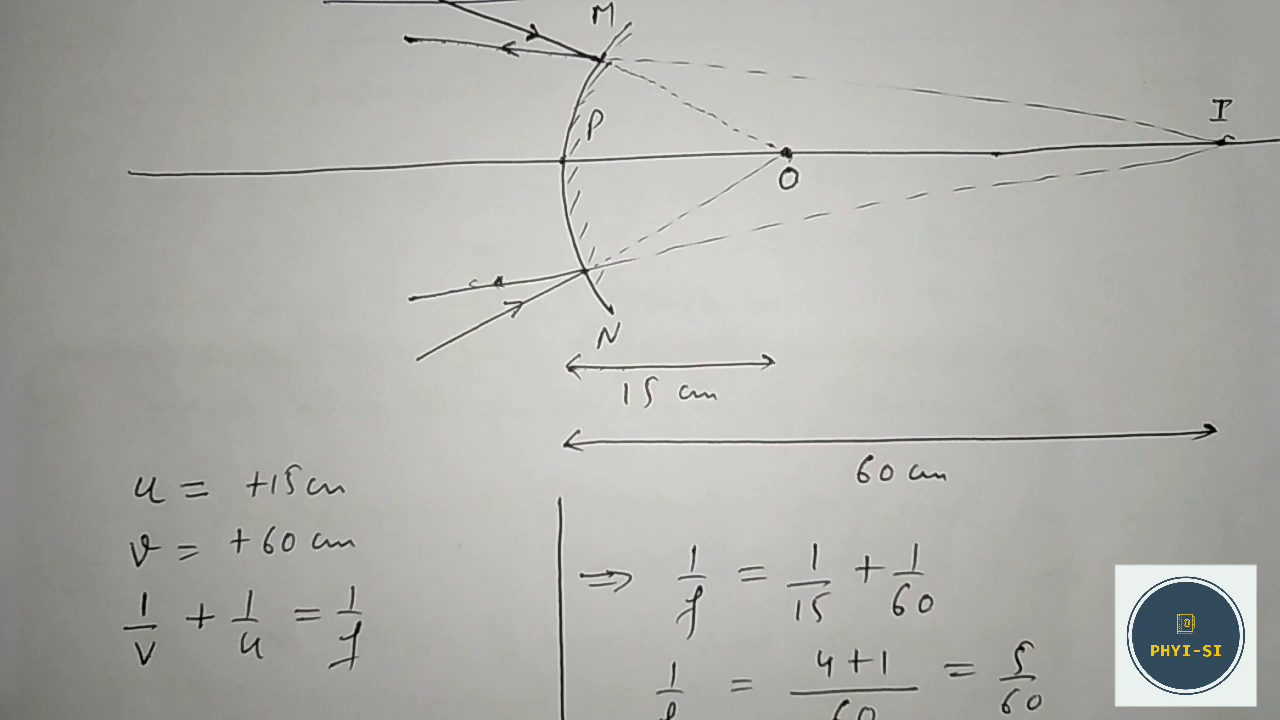 M
I
P
O
N
15 cm
60 cm
u = +15 cm
v = +60 cm
1/v + 1/u = 1/f
⇒ 1/f = 1/15 + 1/60
1/f = 4+1/60 = 5/60
PHYI-SI